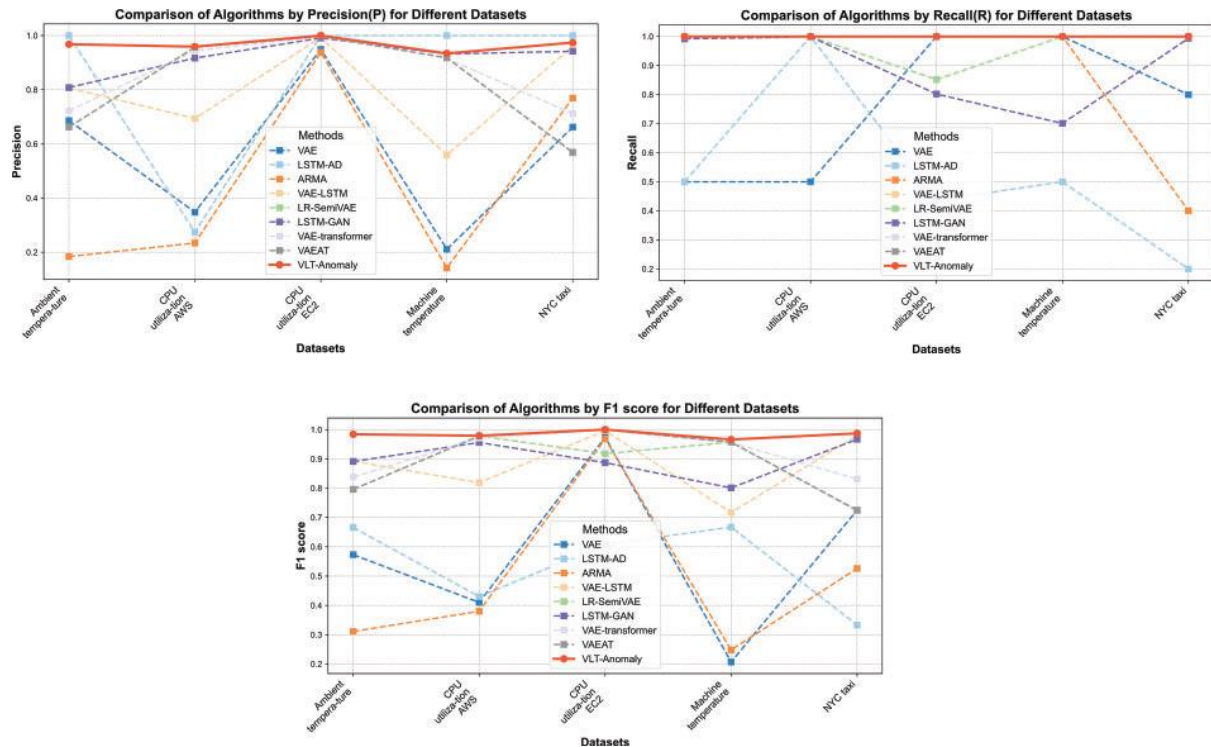 Comparison of Algorithms by Precision(P) for Different Datasets
1.0
0.8
0.6
0.4
0.2
Precision
Methods
VAE
LSTM-AD
ARMA
VAE-LSTM
LR-SemiVAE
LSTM-GAN
VAE-transformer
VAEAT
VLT-Anomaly
Ambient
tempera-ture
CPU
utiliza-tion
AWS
CPU
utiliza-tion
EC2
Machine
temperature
NYC taxi
Datasets
Comparison of Algorithms by Recall(R) for Different Datasets
1.0
0.9
0.8
0.7
0.6
0.5
0.4
0.3
0.2
Recall
Methods
VAE
LSTM-AD
ARMA
VAE-LSTM
LR-SemiVAE
LSTM-GAN
VAE-transformer
VAEAT
VLT-Anomaly
Ambient
tempera-ture
CPU
utiliza-tion
AWS
CPU
utiliza-tion
EC2
Machine
temperature
NYC taxi
Datasets
Comparison of Algorithms by F1 score for Different Datasets
1.0
0.9
0.8
0.7
0.6
0.5
0.4
0.3
0.2
F1 score
Methods
VAE
LSTM-AD
ARMA
VAE-LSTM
LR-SemiVAE
LSTM-GAN
VAE-transformer
VAEAT
VLT-Anomaly
Ambient
tempera-ture
CPU
utiliza-tion
AWS
CPU
utiliza-tion
EC2
Machine
temperature
NYC taxi
Datasets